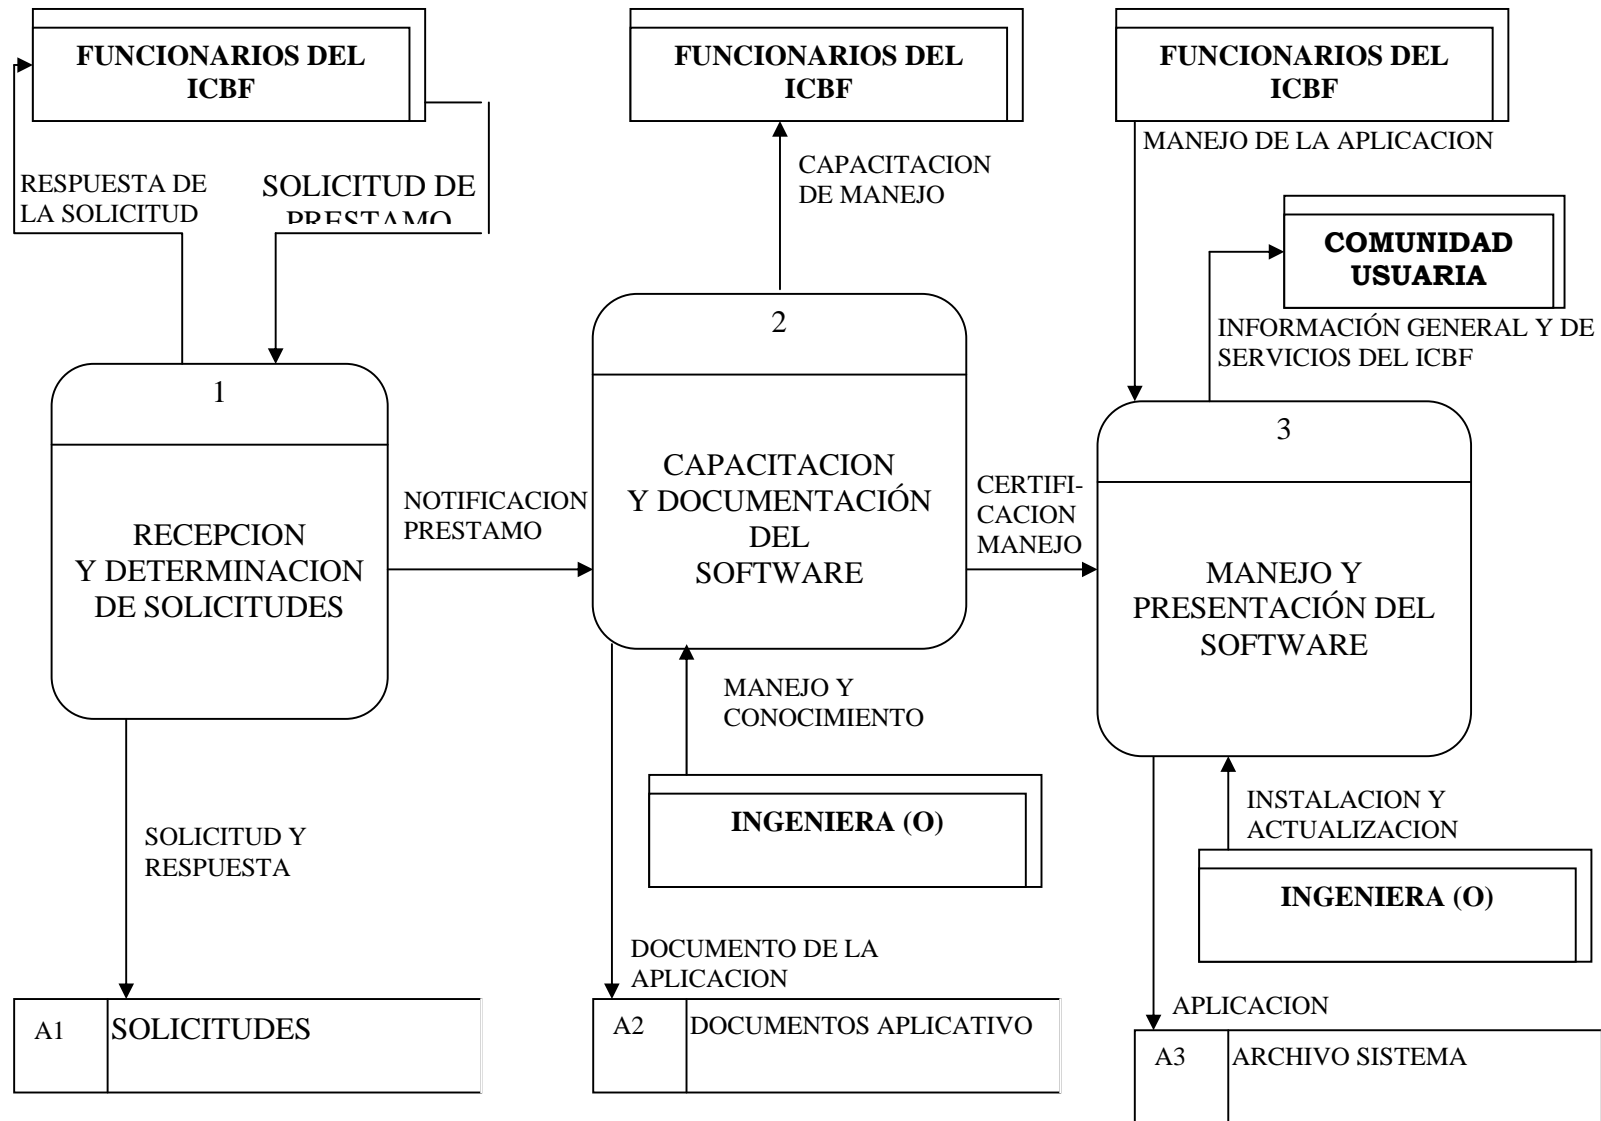 FUNCIONARIOS DEL
ICBF
FUNCIONARIOS DEL
ICBF
FUNCIONARIOS DEL
ICBF
RESPUESTA DE
LA SOLICITUD
SOLICITUD DE
PRESTAMO
CAPACITACION
DE MANEJO
MANEJO DE LA APLICACION
COMUNIDAD
USUARIA
INFORMACIÓN GENERAL Y DE
SERVICIOS DEL ICBF
1
RECEPCION
Y DETERMINACION
DE SOLICITUDES
NOTIFICACION
PRESTAMO
2
CAPACITACION
Y DOCUMENTACIÓN
DEL
SOFTWARE
CERTIFI-
CACION
MANEJO
3
MANEJO Y
PRESENTACIÓN DEL
SOFTWARE
SOLICITUD Y
RESPUESTA
MANEJO Y
CONOCIMIENTO
INGENIERA (O)
INSTALACION Y
ACTUALIZACION
INGENIERA (O)
DOCUMENTO DE LA
APLICACION
APLICACION
A1
SOLICITUDES
A2
DOCUMENTOS APLICATIVO
A3
ARCHIVO SISTEMA